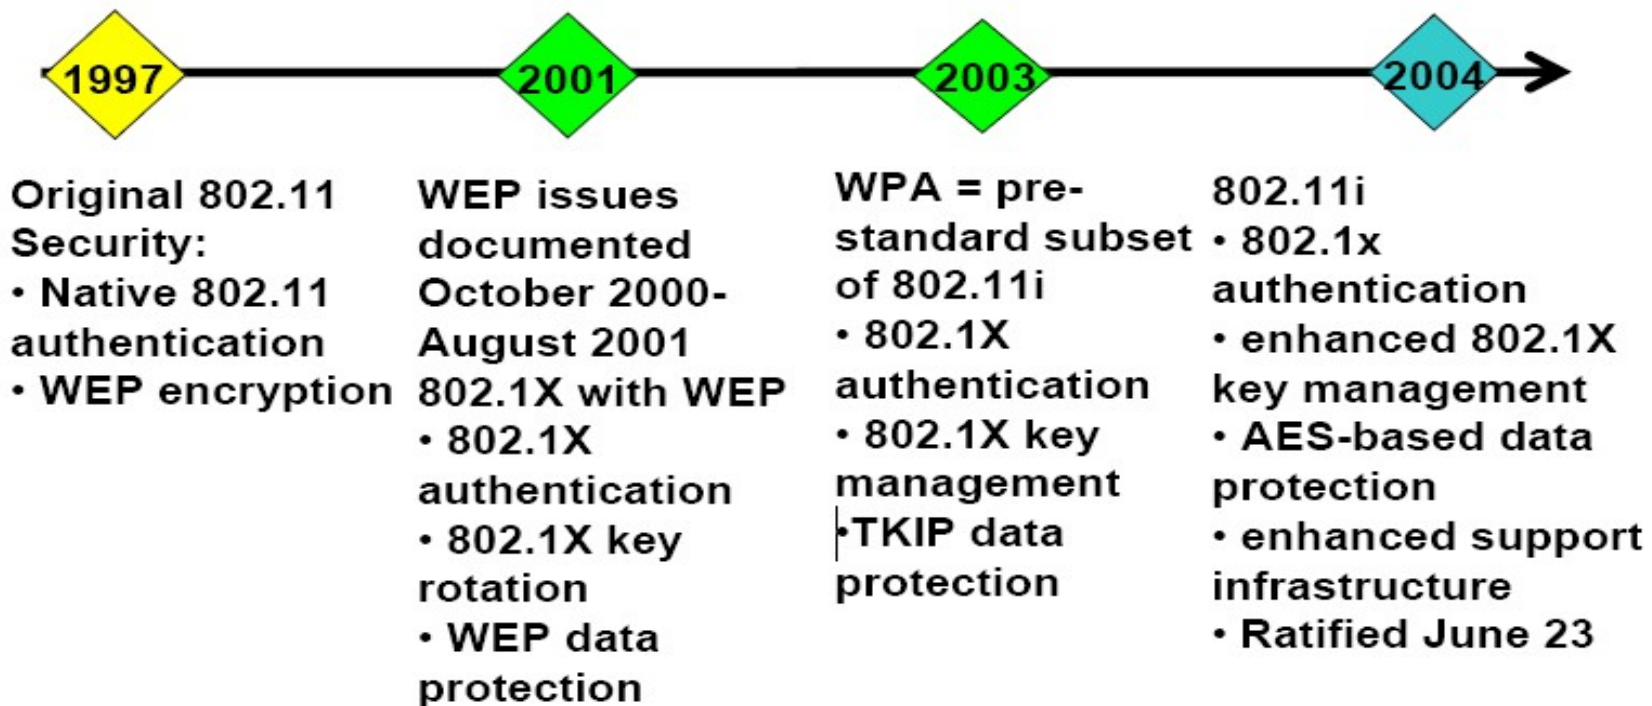 1997
2001
2003
2004
Original 802.11
Security:
• Native 802.11
authentication
• WEP encryption
WEP issues
documented
October 2000-
August 2001
802.1X with WEP
• 802.1X
authentication
• 802.1X key
rotation
• WEP data
protection
WPA = pre-
standard subset
of 802.11i
• 802.1X
authentication
• 802.1X key
management
•TKIP data
protection
802.11i
• 802.1x
authentication
• enhanced 802.1X
key management
• AES-based data
protection
• enhanced support
infrastructure
• Ratified June 23